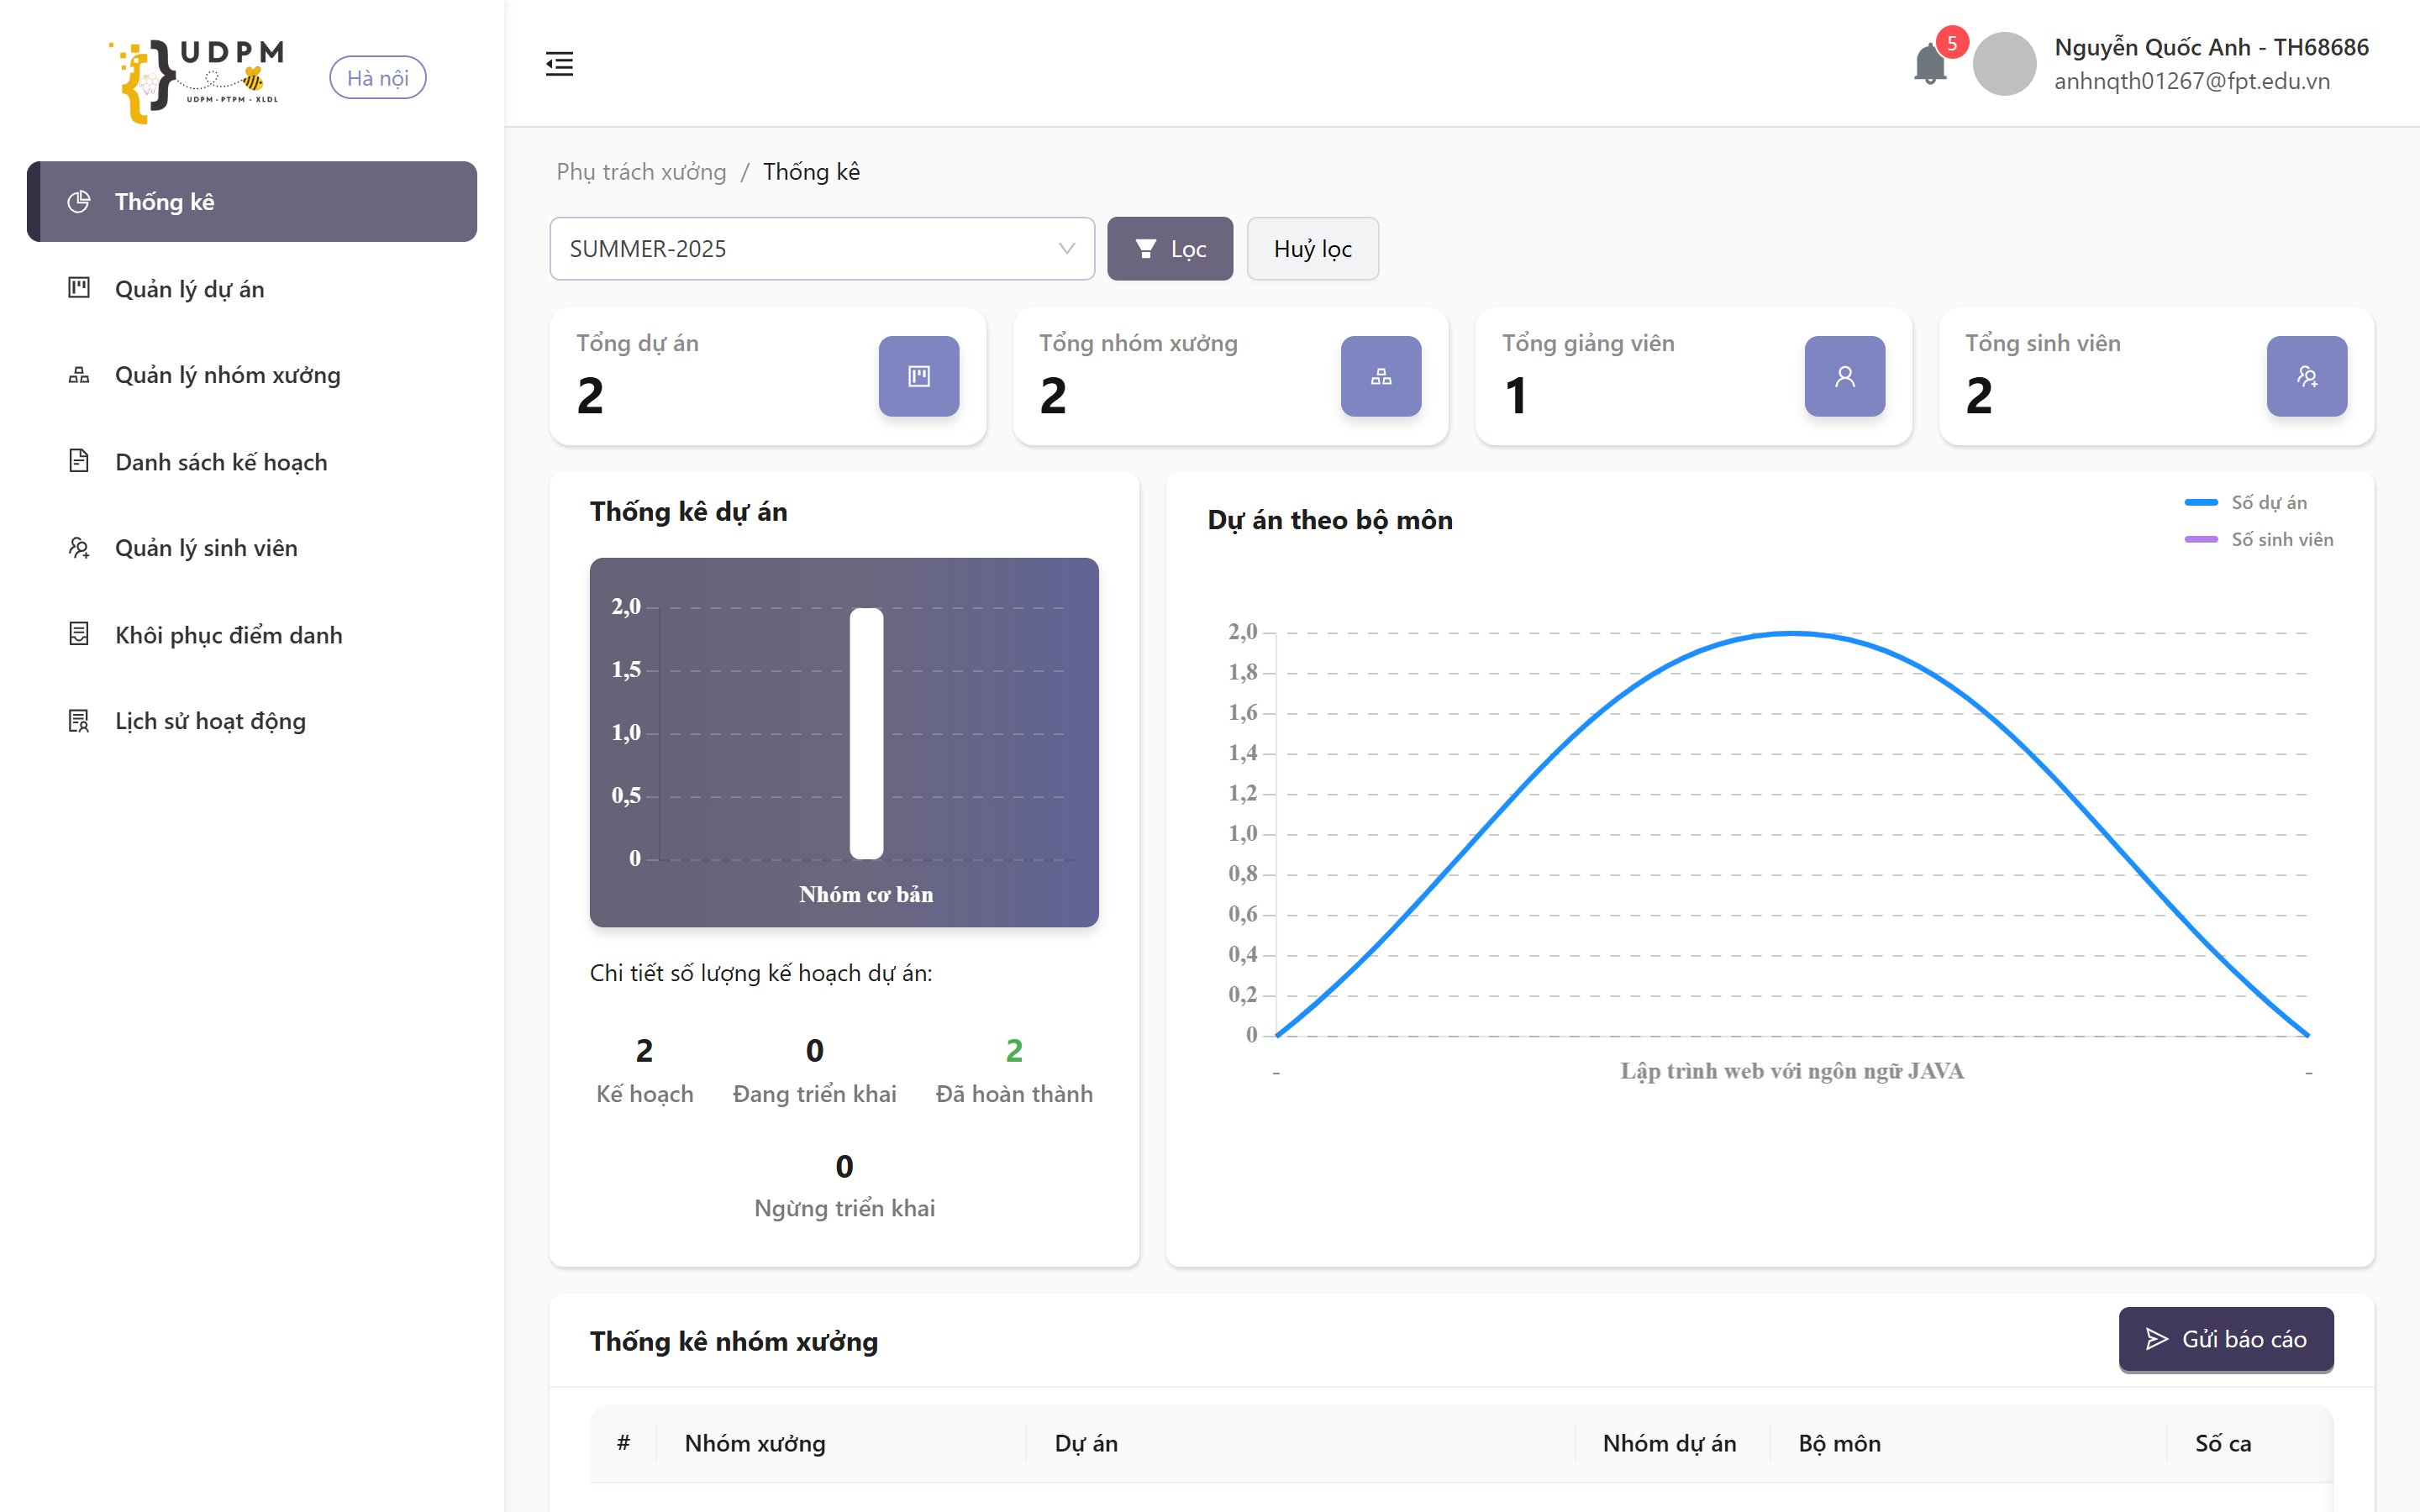 UDPM
UDPM - PTPM - XLDL
Hà nội
5
Nguyễn Quốc Anh - TH68686
anhnqth01267@fpt.edu.vn
Thống kê
Quản lý dự án
Quản lý nhóm xưởng
Danh sách kế hoạch
Quản lý sinh viên
Khôi phục điểm danh
Lịch sử hoạt động
Phụ trách xưởng / Thống kê
SUMMER-2025
Lọc
Huỷ lọc
Tổng dự án
2
Tổng nhóm xưởng
2
Tổng giảng viên
1
Tổng sinh viên
2
Thống kê dự án
2,0
1,5
1,0
0,5
0
Nhóm cơ bản
Chi tiết số lượng kế hoạch dự án:
2
Kế hoạch
0
Đang triển khai
2
Đã hoàn thành
0
Ngừng triển khai
Dự án theo bộ môn
Số dự án
Số sinh viên
2,0
1,8
1,6
1,4
1,2
1,0
0,8
0,6
0,4
0,2
0
- Lập trình web với ngôn ngữ JAVA -
Thống kê nhóm xưởng
Gửi báo cáo
# Nhóm xưởng Dự án Nhóm dự án Bộ môn Số ca